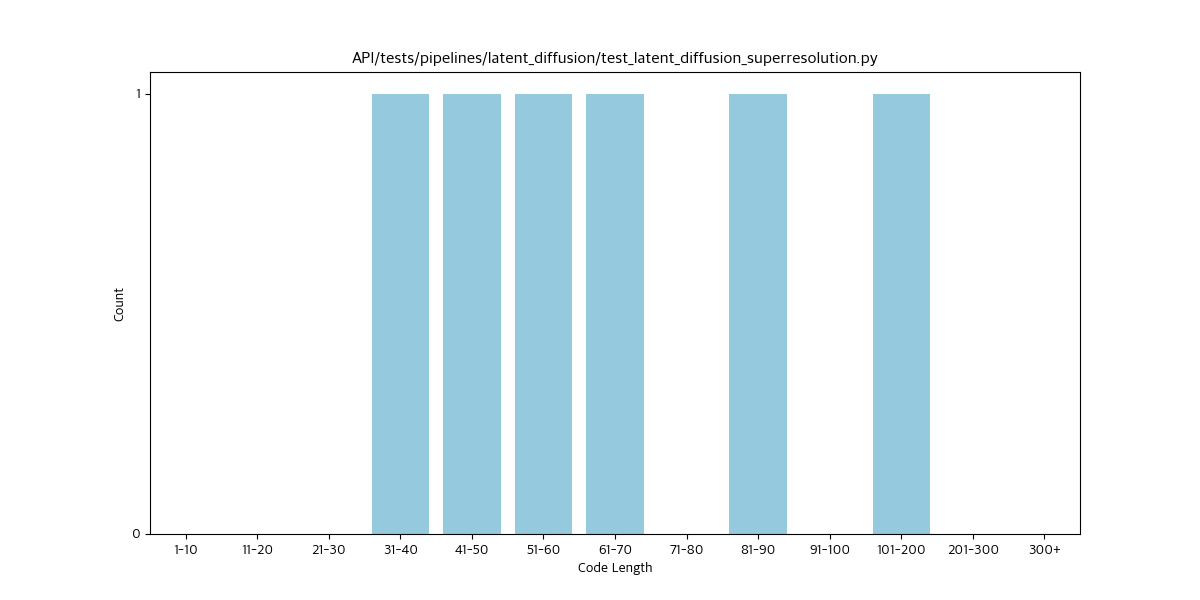 API/tests/pipelines/latent_diffusion/test_latent_diffusion_superresolution.py
1
Count
0
1-10 11-20 21-30 31-40 41-50 51-60 61-70 71-80 81-90 91-100 101-200 201-300 300+
Code Length